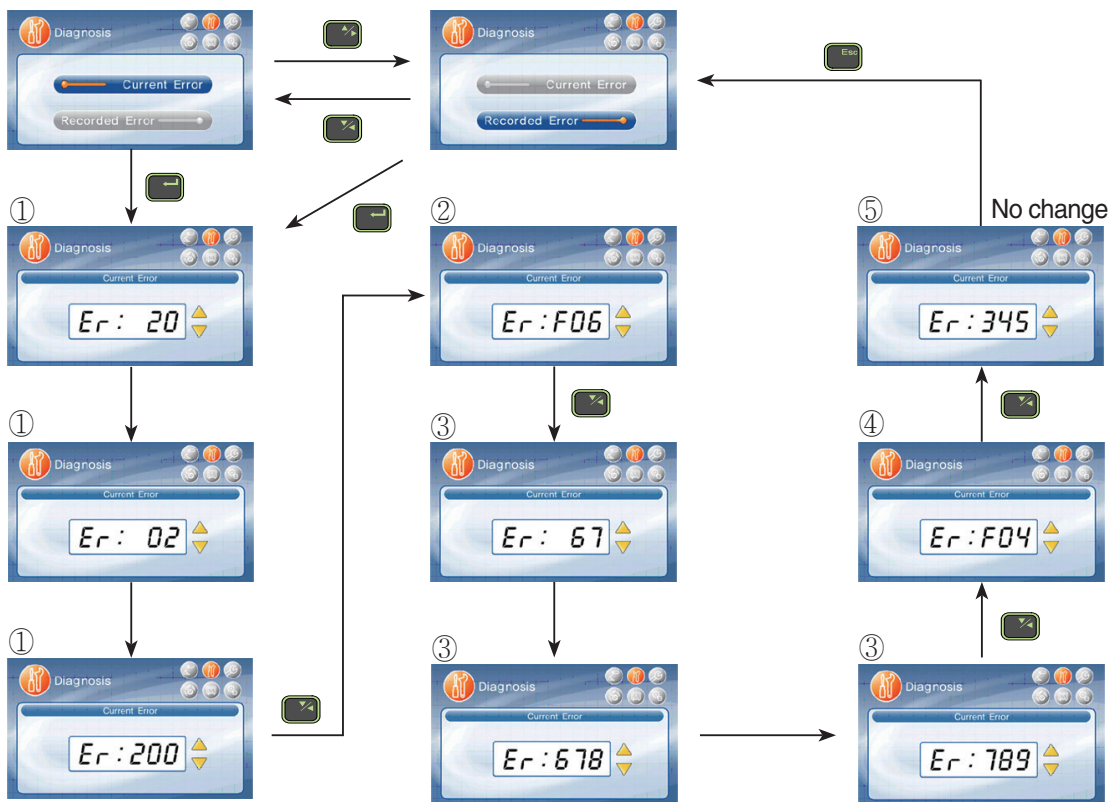 Diagnosis
Current Error
Recorded Error
Diagnosis
Current Error
Recorded Error
Esc
①
Diagnosis
Current Error
Er: 20
②
Diagnosis
Current Error
Er:F06
⑤
No change
Diagnosis
Current Error
Er:345
①
Diagnosis
Current Error
Er: 02
③
Diagnosis
Current Error
Er: 67
④
Diagnosis
Current Error
Er:F04
①
Diagnosis
Current Error
Er:200
③
Diagnosis
Current Error
Er:678
③
Diagnosis
Current Error
Er:789